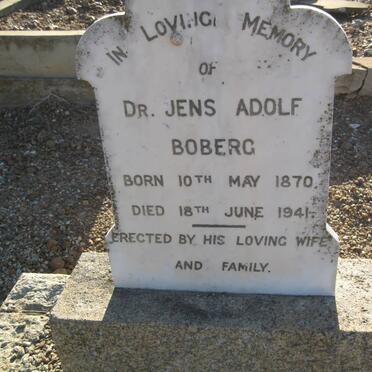 IN LOVING MEMORY
OF
DR. JENS ADOLF
BOBERG
BORN 10TH MAY 1870.
DIED 18TH JUNE 1941.
ERECTED BY HIS LOVING WIFE
AND FAMILY.